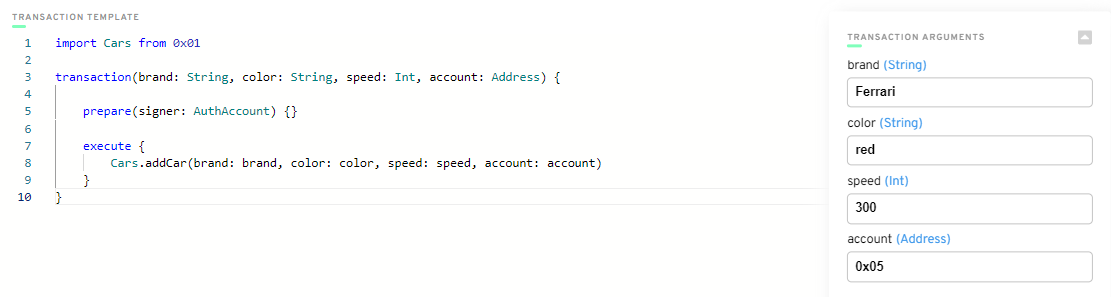 TRANSACTION TEMPLATE
1 import Cars from 0x01
2
3 transaction(brand: String, color: String, speed: Int, account: Address) {
4
5 prepare(signer: AuthAccount) {}
6
7 execute {
8 Cars.addCar(brand: brand, color: color, speed: speed, account: account)
9 }
10 }
TRANSACTION ARGUMENTS
brand (String)
Ferrari
color (String)
red
speed (Int)
300
account (Address)
0x05